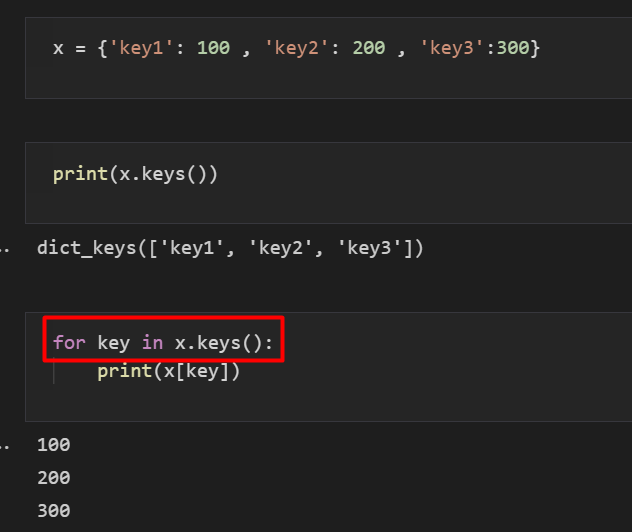 x = {'key1': 100 , 'key2': 200 , 'key3':300}
print(x.keys())
dict_keys(['key1', 'key2', 'key3'])
for key in x.keys():
    print(x[key])
100
200
300